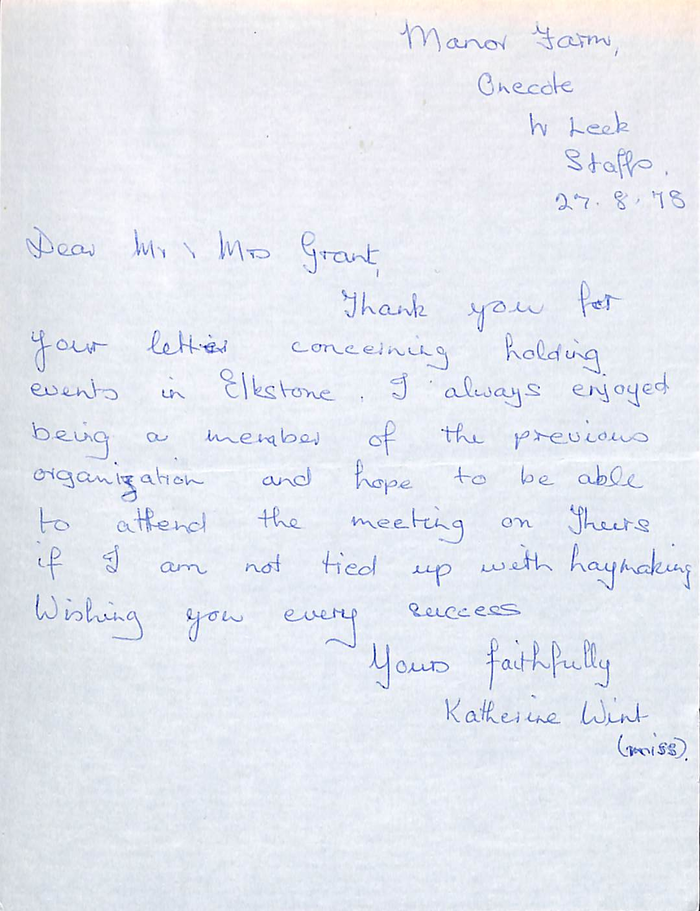 Manor Farm,
Onecote
Nr Leek
Staffs.
27.8.78
Dear Mr & Mrs Grant,
Thank you for
your letter concerning holding
events in Elkstone. I always enjoyed
being a member of the previous
organization and hope to be able
to attend the meeting on Thurs
if I am not tied up with haymaking
Wishing you every success
Yours faithfully
Katherine Wint
(miss).